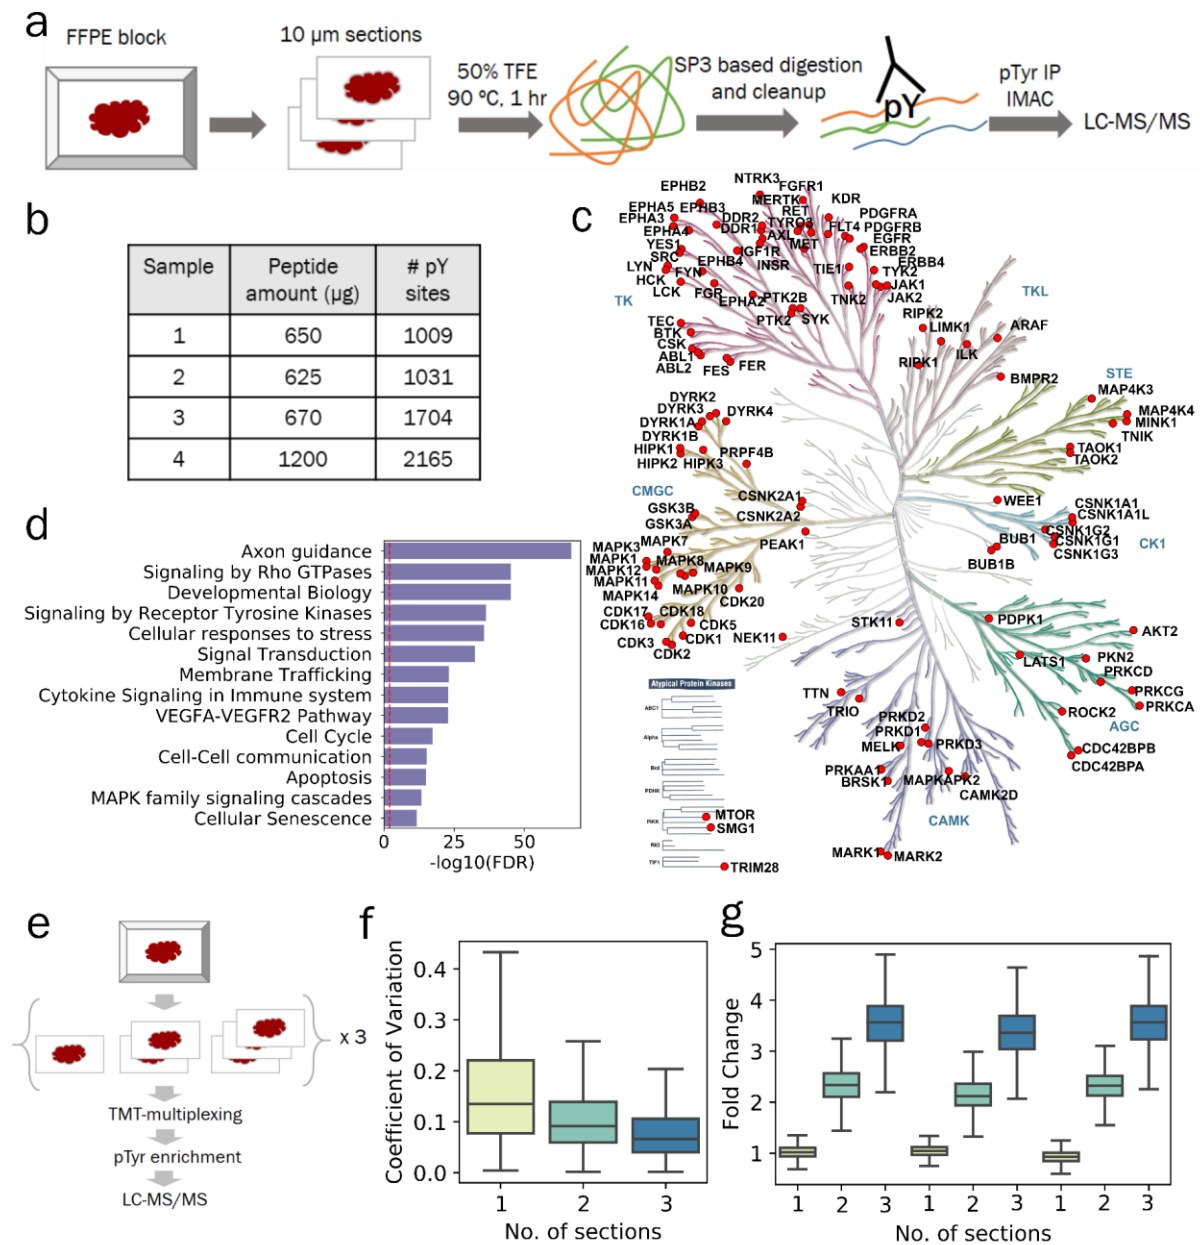 a
FFPE block
10 µm sections
50% TFE
90 ºC, 1 hr
SP3 based digestion
and cleanup
pY
pTyr IP
IMAC
LC-MS/MS
b
Sample Peptide amount (µg) # pY sites
1 650 1009
2 625 1031
3 670 1704
4 1200 2165
c
TK
EPHB2
EPHA5
EPHB3
EPHA3
EPHA4
YES1
SRC
EPHB4
LYN
FYN
HCK
LCK
FGR
EPHA2
NTRK3
FGFR1
MERTK
RET
KDR
DDR2
TYRO3
DDR1
AXL
FLT4
PDGFRA
PDGFRB
IGF1R
MET
EGFR
INSR
ERBB2
ERBB4
TIE1
TYK2
TNK2
JAK1
JAK2
PTK2B
PTK2
SYK
TEC
BTK
CSK
ABL1
ABL2
FES
FER
TKL
RIPK2
LIMK1
ARAF
RIPK1
ILK
BMPR2
STE
MAP4K3
MAP4K4
MINK1
TNIK
TAOK1
TAOK2
DYRK2
DYRK3
DYRK4
DYRK1A
DYRK1B
HIPK1
HIPK2
HIPK3
PRPF4B
CMGC
CSNK2A1
CSNK2A2
GSK3B
GSK3A
PEAK1
MAPK7
MAPK3
MAPK1
MAPK8
MAPK12
MAPK9
MAPK11
MAPK10
MAPK14
CDK20
CDK17
CDK18
CDK16
CDK5
CDK3
CDK1
CDK2
NEK11
WEE1
CSNK1A1
CSNK1A1L
CSNK1G2
BUB1
CSNK1G1
CSNK1G3
CK1
BUB1B
STK11
PDPK1
AKT2
LATS1
PKN2
PRKCD
PRKCG
PRKCA
ROCK2
AGC
CDC42BPB
CDC42BPA
TTN
TRIO
PRKD2
PRKD1
MELK
PRKD3
PRKAA1
MAPKAPK2
BRSK1
CAMK2D
CAMK
MARK1
MARK2
Atypical Protein Kinases
ABC1
Alpha
Brd
PDHK
PIKK
MTOR
SMG1
RIO
TIF1
TRIM28
d
Axon guidance
Signaling by Rho GTPases
Developmental Biology
Signaling by Receptor Tyrosine Kinases
Cellular responses to stress
Signal Transduction
Membrane Trafficking
Cytokine Signaling in Immune system
VEGFA-VEGFR2 Pathway
Cell Cycle
Cell-Cell communication
Apoptosis
MAPK family signaling cascades
Cellular Senescence
0 25 50
-log10(FDR)
e
x 3
TMT-multiplexing
pTyr enrichment
LC-MS/MS
f
Coefficient of Variation
0.4
0.3
0.2
0.1
0.0
1 2 3
No. of sections
g
Fold Change
5
4
3
2
1
1 2 3 1 2 3 1 2 3
No. of sections